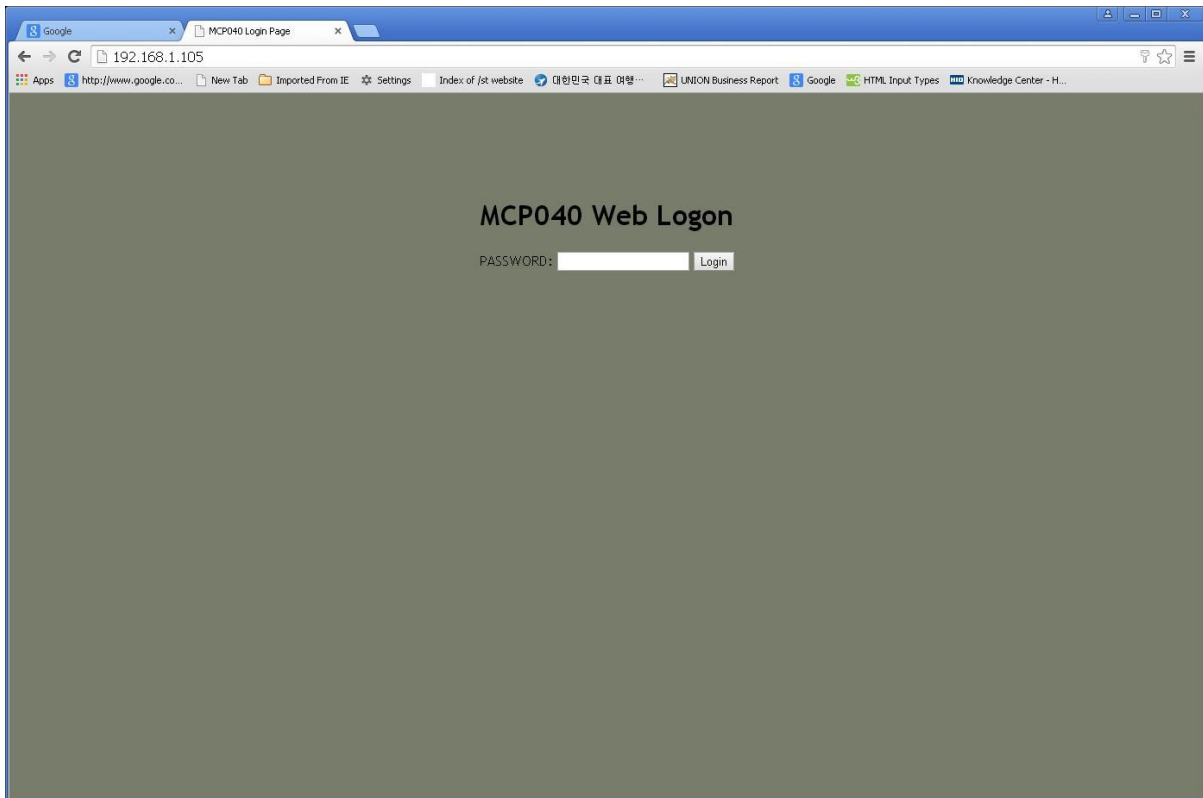 Google
MCP040 Login Page
192.168.1.105
Apps
http://www.google.co...
New Tab
Imported From IE
Settings
Index of /st website
대한민국 대표 여행…
UNION Business Report
Google
HTML Input Types
HID
Knowledge Center - H...
MCP040 Web Logon
PASSWORD:
Login